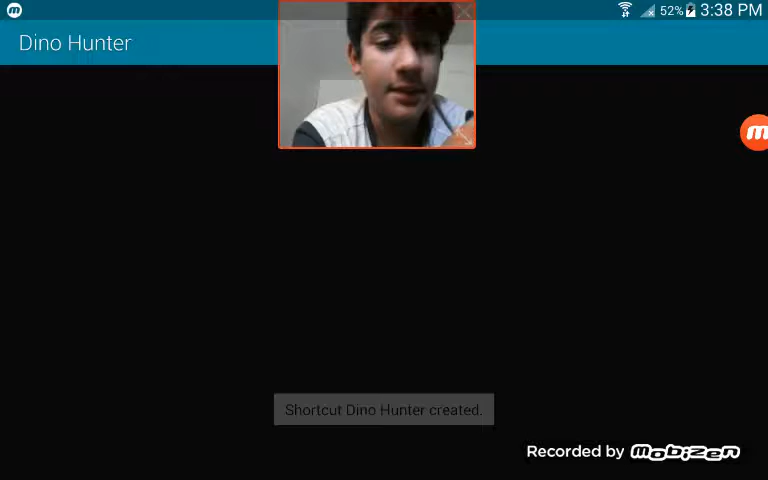 52% 3:38 PM
Dino Hunter
Shortcut Dino Hunter created.
Recorded by Mobizen